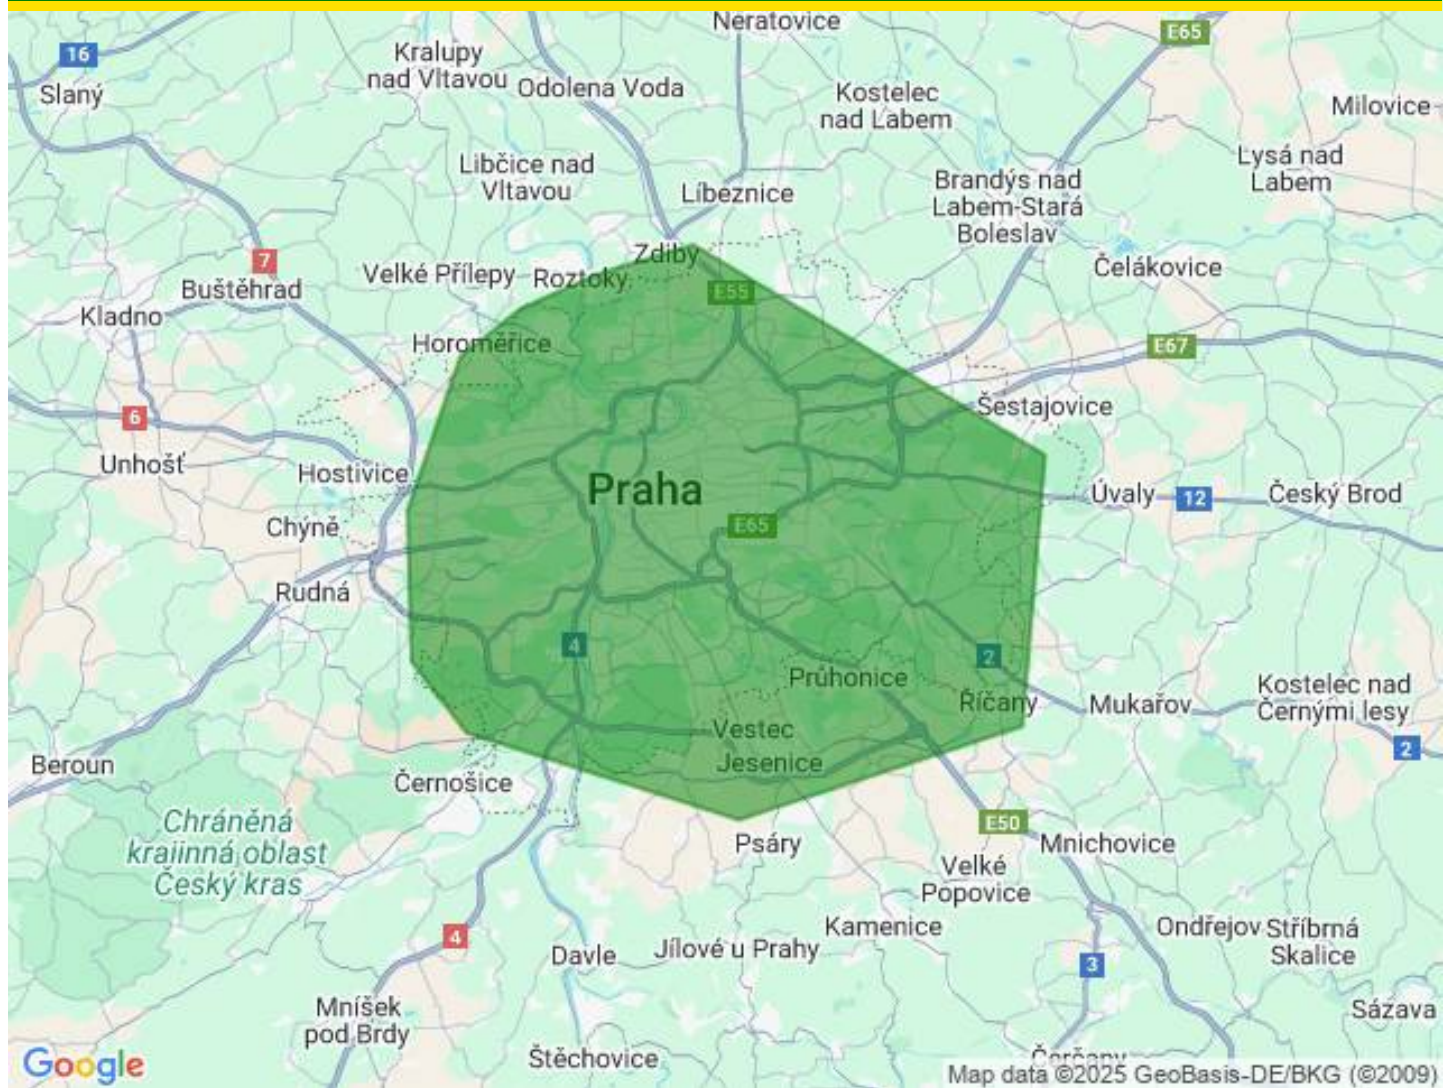 Neratovice
E65
16
Kralupy
nad Vltavou
Odolena Voda
Slaný
Kostelec
nad Labem
Milovice
Libčice nad
Vltavou
Líbeznice
Brandýs nad
Labem-Stará
Boleslav
Lysá nad
Labem
Zdiby
7
Velké Přílepy
Roztoky
Čelákovice
Buštěhrad
E55
Kladno
Horoměřice
E67
6
Šestajovice
Unhošť
Hostivice
Praha
Úvaly
12
Český Brod
Chýně
E65
Rudná
4
2
Průhonice
Říčany
Mukařov
Kostelec nad
Černými lesy
Vestec
2
Beroun
Jesenice
Černošice
Chráněná
krajinná oblast
Český kras
E50
Psáry
Mnichovice
Velké
Popovice
Kamenice
Ondřejov
Stříbrná
Skalice
4
Davle
Jílové u Prahy
3
Mníšek
pod Brdy
Sázava
Štěchovice
Čerčany
Google
Map data ©2025 GeoBasis-DE/BKG (©2009)